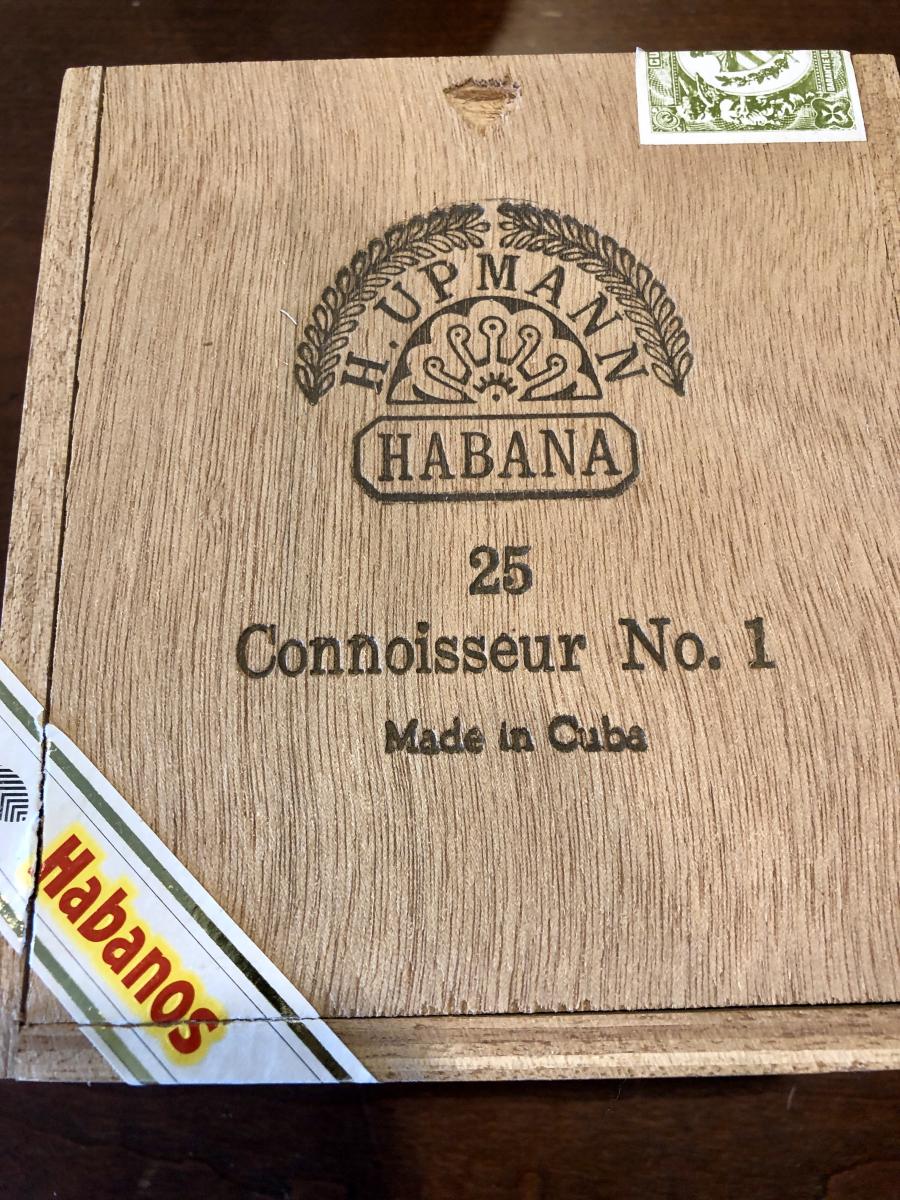 H. UPMANN
HABANA
25
Connoisseur No. 1
Made in Cuba
Habanos